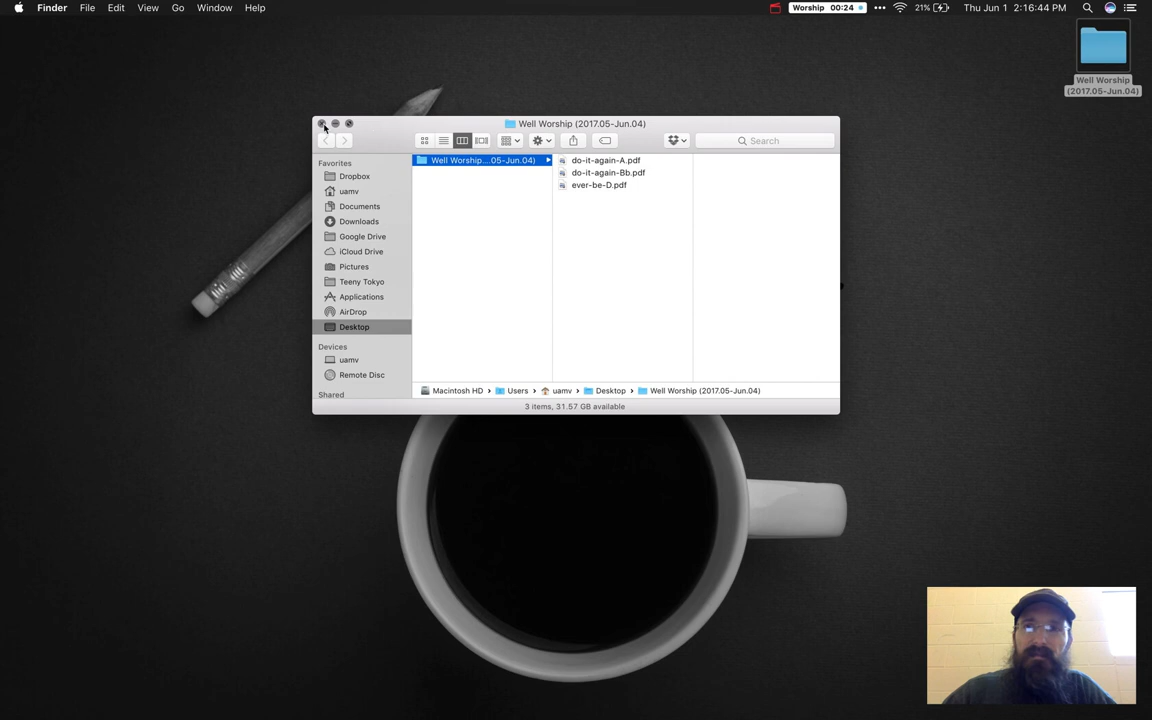 Finder File Edit View Go Window Help Worship 00:24 21% Thu Jun 1 2:16:44 PM
Well Worship
(2017.05-Jun.04)
Well Worship (2017.05-Jun.04)
Search
Favorites
Dropbox
uamv
Documents
Downloads
Google Drive
iCloud Drive
Pictures
Teeny Tokyo
Applications
AirDrop
Desktop
Devices
uamv
Remote Disc
Shared
Well Worship....05-Jun.04)
do-it-again-A.pdf
do-it-again-Bb.pdf
ever-be-D.pdf
Macintosh HD › Users › uamv › Desktop › Well Worship (2017.05-Jun.04)
3 items, 31.57 GB available